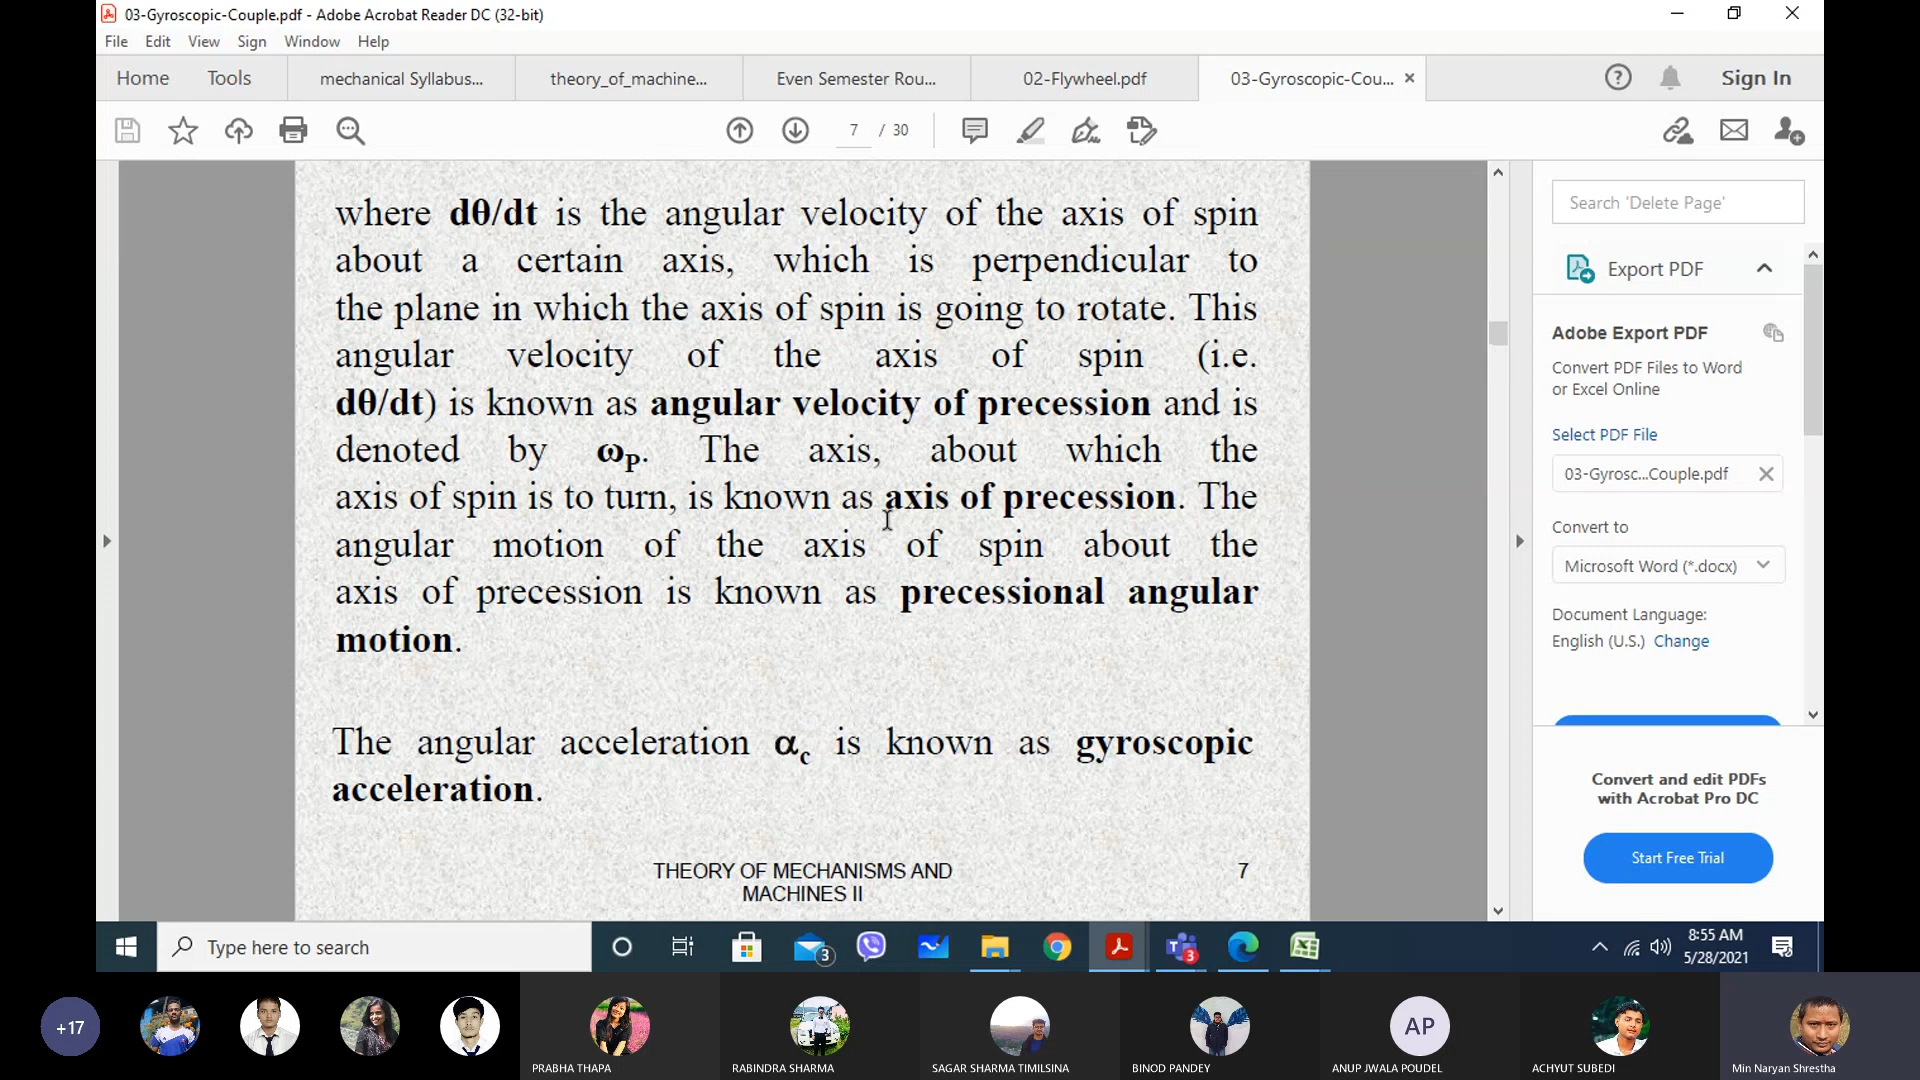 03-Gyroscopic-Couple.pdf - Adobe Acrobat Reader DC (32-bit)
File Edit View Sign Window Help
Home Tools mechanical Syllabus... theory_of_machine... Even Semester Rou... 02-Flywheel.pdf 03-Gyroscopic-Cou... Sign In
7 / 30
where dθ/dt is the angular velocity of the axis of spin
about a certain axis, which is perpendicular to
the plane in which the axis of spin is going to rotate. This
angular velocity of the axis of spin (i.e.
dθ/dt) is known as angular velocity of precession and is
denoted by ωP. The axis, about which the
axis of spin is to turn, is known as axis of precession. The
angular motion of the axis of spin about the
axis of precession is known as precessional angular
motion.
The angular acceleration αc is known as gyroscopic
acceleration.
THEORY OF MECHANISMS AND
MACHINES II
7
Search 'Delete Page'
Export PDF
Adobe Export PDF
Convert PDF Files to Word
or Excel Online
Select PDF File
03-Gyrosc...Couple.pdf
Convert to
Microsoft Word (*.docx)
Document Language:
English (U.S.) Change
Convert and edit PDFs
with Acrobat Pro DC
Start Free Trial
Type here to search
3
3
8:55 AM
5/28/2021
+17
AP
PRABHA THAPA
RABINDRA SHARMA
SAGAR SHARMA TIMILSINA
BINOD PANDEY
ANUP JWALA POUDEL
ACHYUT SUBEDI
Min Naryan Shrestha